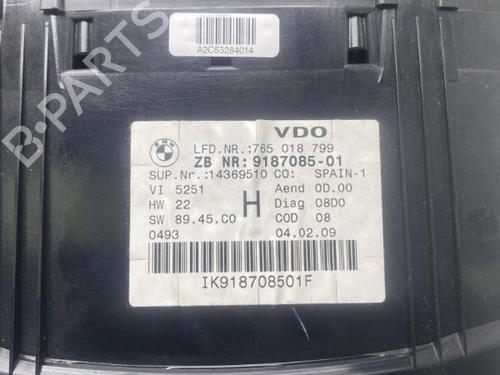 A2C53284014
BMW
VDO
LFD.NR.:765 018 799
ZB NR:9187085-01
SUP.Nr.:14369510 CO: SPAIN-1
VI 5251 Aend 0D.00
HW 22 H Diag 08D0
SW 89.45.C0 COD 08
0493 04.02.09
IK918708501F
B-PARTS